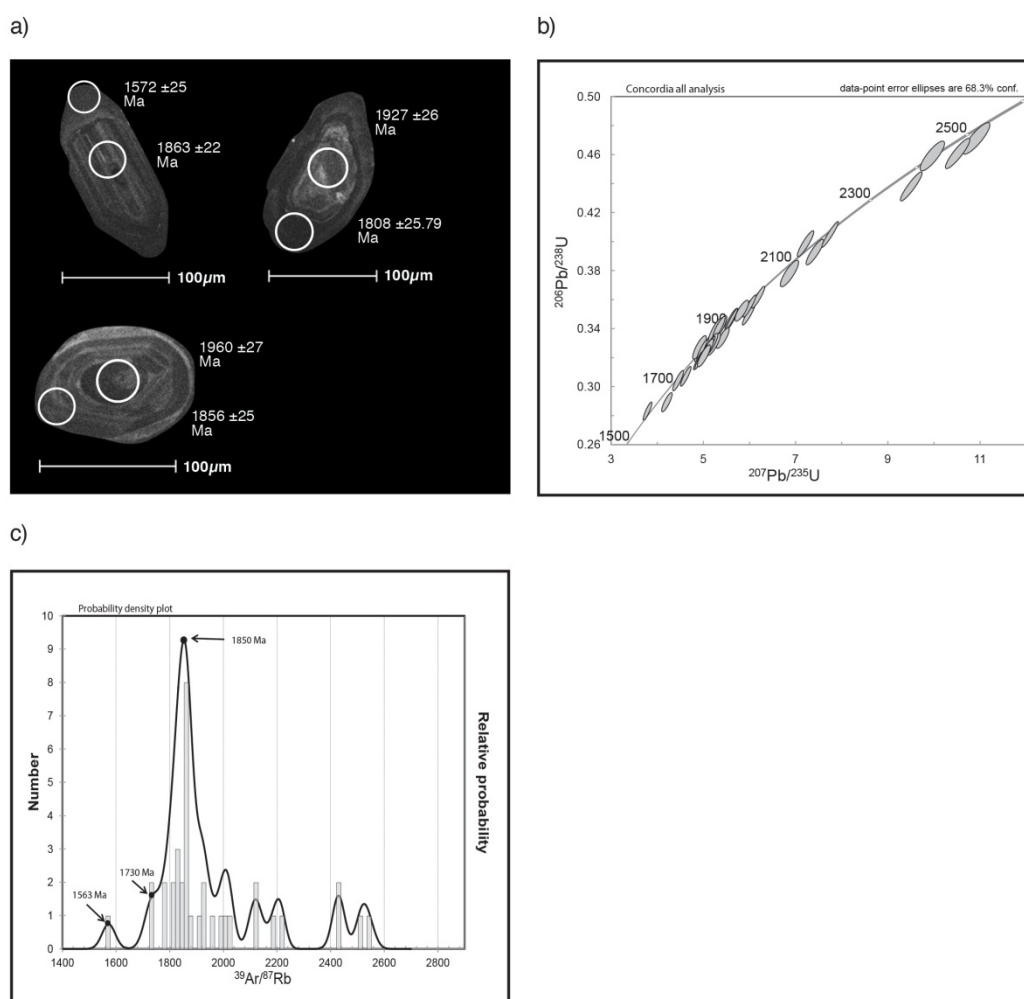 a)
1572 ±25
Ma
1863 ±22
Ma
100µm
1927 ±26
Ma
1808 ±25.79
Ma
100µm
1960 ±27
Ma
1856 ±25
Ma
100µm
b)
Concordia all analysis
data-point error ellipses are 68.3% conf.
0.50
0.46
0.42
0.38
0.34
0.30
0.26
206Pb/238U
2500
2300
2100
1900
1700
1500
3
5
7
9
11
207Pb/235U
c)
Probability density plot
10
9
8
7
6
5
4
3
2
1
0
Number
1850 Ma
1730 Ma
1563 Ma
Relative probability
1400
1600
1800
2000
2200
2400
2600
2800
39Ar/87Rb